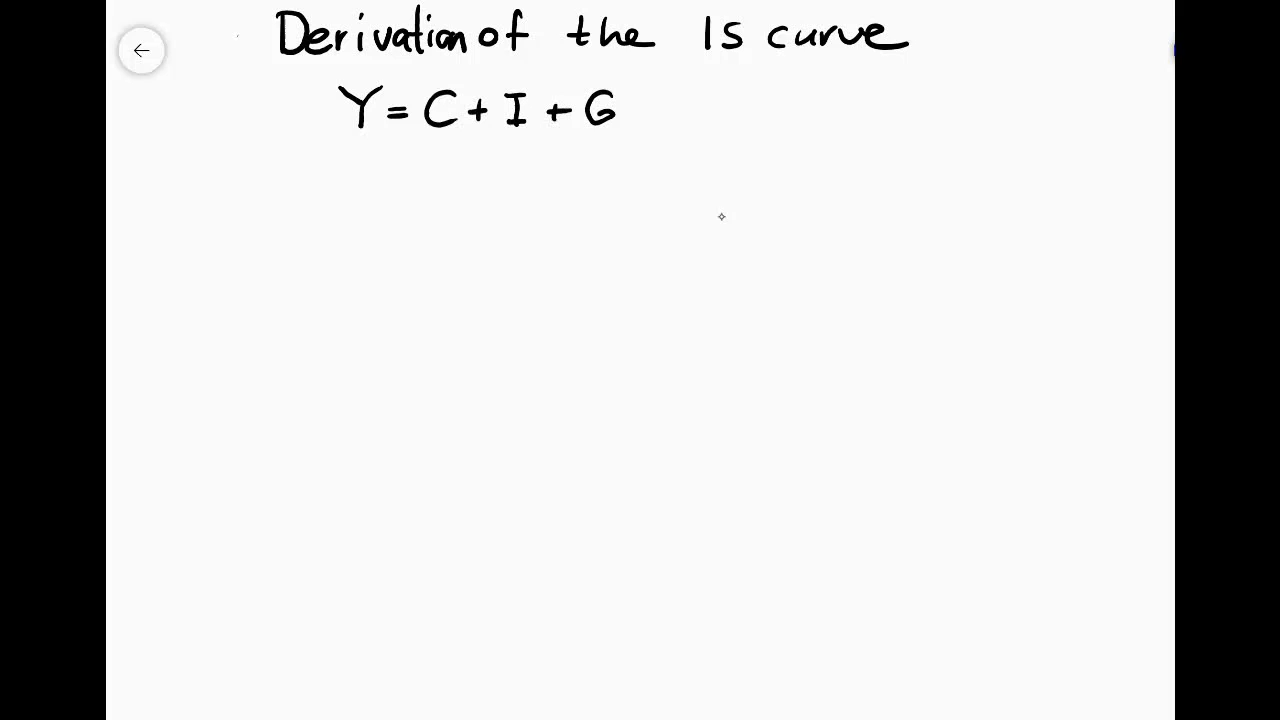 Derivation of the IS curve
Y = C + I + G